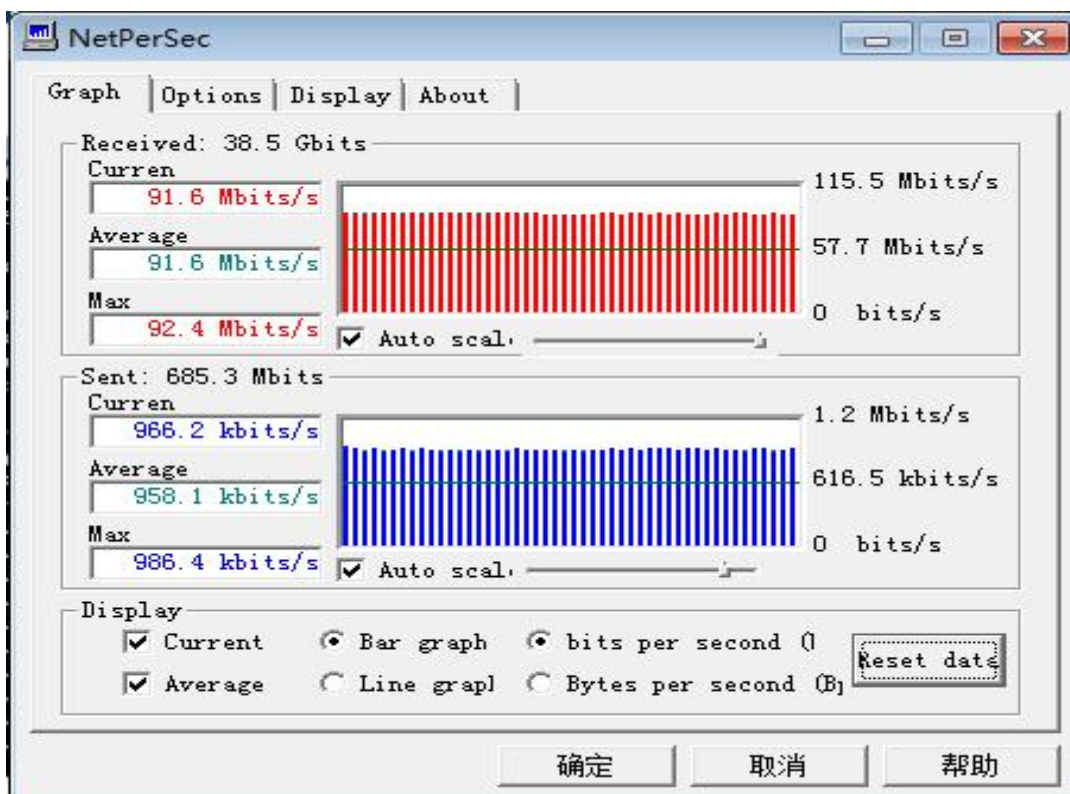 NetPerSec
Graph Options Display About
Received: 38.5 Gbits
Curren
91.6 Mbits/s
Average
91.6 Mbits/s
Max
92.4 Mbits/s
115.5 Mbits/s
57.7 Mbits/s
0 bits/s
Auto scal
Sent: 685.3 Mbits
Curren
966.2 kbits/s
Average
958.1 kbits/s
Max
986.4 kbits/s
1.2 Mbits/s
616.5 kbits/s
0 bits/s
Auto scal
Display
Current Bar graph bits per second (
Average Line grap Bytes per second (B
Reset data
确定 取消 帮助